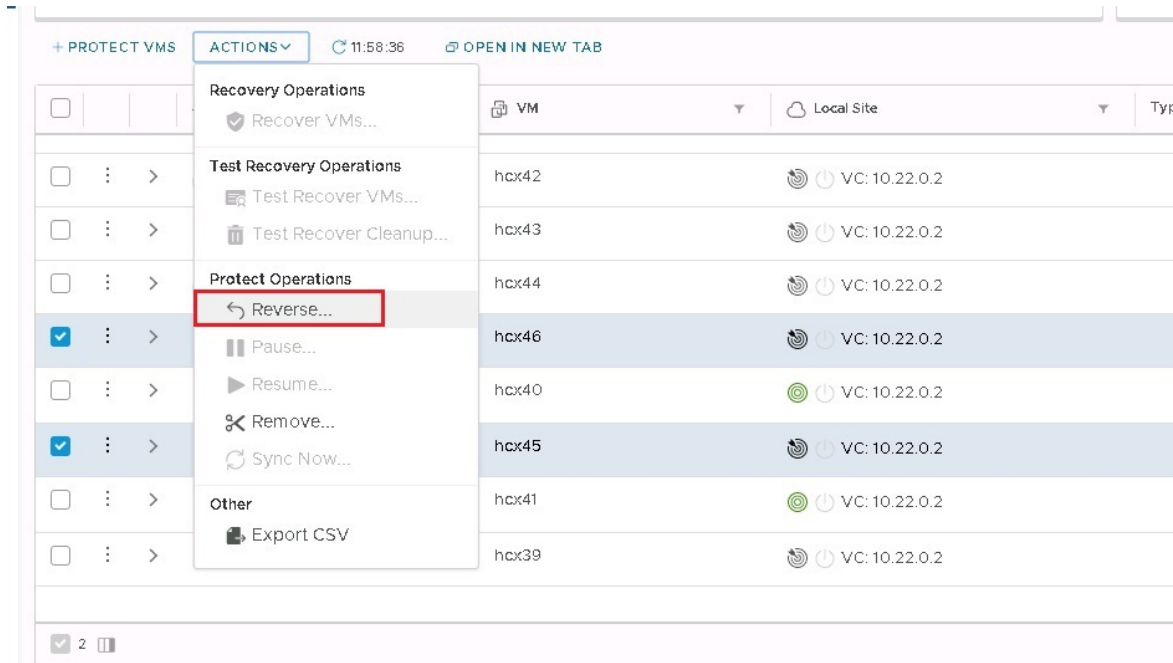 + PROTECT VMS ACTIONS 11:58:36 OPEN IN NEW TAB
Recovery Operations
Recover VMs...
Test Recovery Operations
Test Recover VMs...
Test Recover Cleanup...
Protect Operations
Reverse...
Pause...
Resume...
Remove...
Sync Now...
Other
Export CSV
VM Local Site Typ
hcx42 VC: 10.22.0.2
hcx43 VC: 10.22.0.2
hcx44 VC: 10.22.0.2
hcx46 VC: 10.22.0.2
hcx40 VC: 10.22.0.2
hcx45 VC: 10.22.0.2
hcx41 VC: 10.22.0.2
hcx39 VC: 10.22.0.2
2